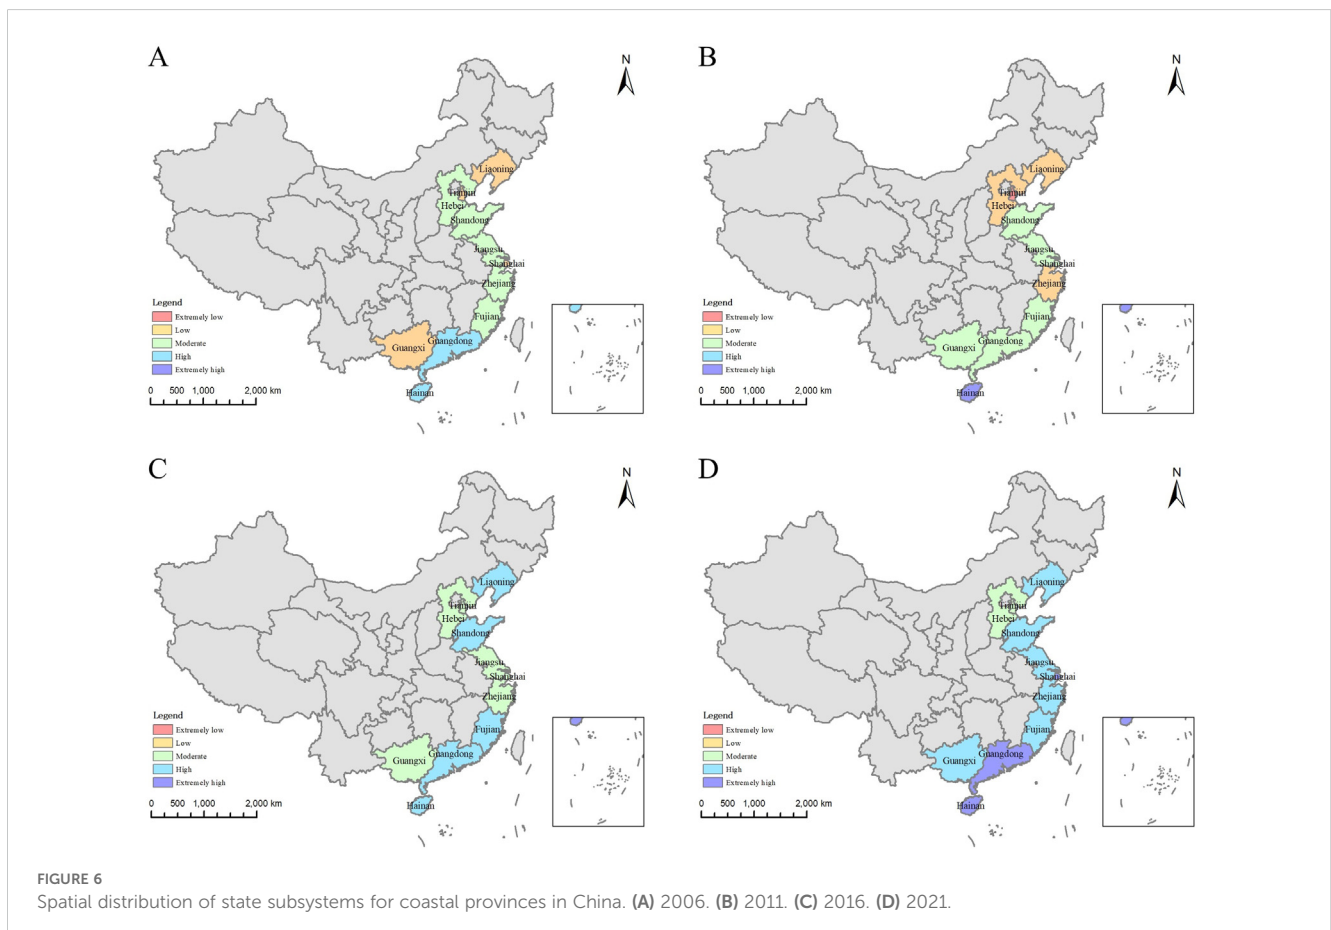 A
N
Liaoning
Tianjin
Hebei
Shandong
Jiangsu
Shanghai
Zhejiang
Fujian
Guangdong
Guangxi
Hainan
Legend
Extremely low
Low
Moderate
High
Extremely high
0 500 1,000 2,000 km
B
N
Liaoning
Tianjin
Hebei
Shandong
Jiangsu
Shanghai
Zhejiang
Fujian
Guangdong
Guangxi
Hainan
Legend
Extremely low
Low
Moderate
High
Extremely high
0 500 1,000 2,000 km
C
N
Liaoning
Tianjin
Hebei
Shandong
Jiangsu
Shanghai
Zhejiang
Fujian
Guangdong
Guangxi
Hainan
Legend
Extremely low
Low
Moderate
High
Extremely high
0 500 1,000 2,000 km
D
N
Liaoning
Tianjin
Hebei
Shandong
Jiangsu
Shanghai
Zhejiang
Fujian
Guangdong
Guangxi
Hainan
Legend
Extremely low
Low
Moderate
High
Extremely high
0 500 1,000 2,000 km
FIGURE 6
Spatial distribution of state subsystems for coastal provinces in China. (A) 2006. (B) 2011. (C) 2016. (D) 2021.